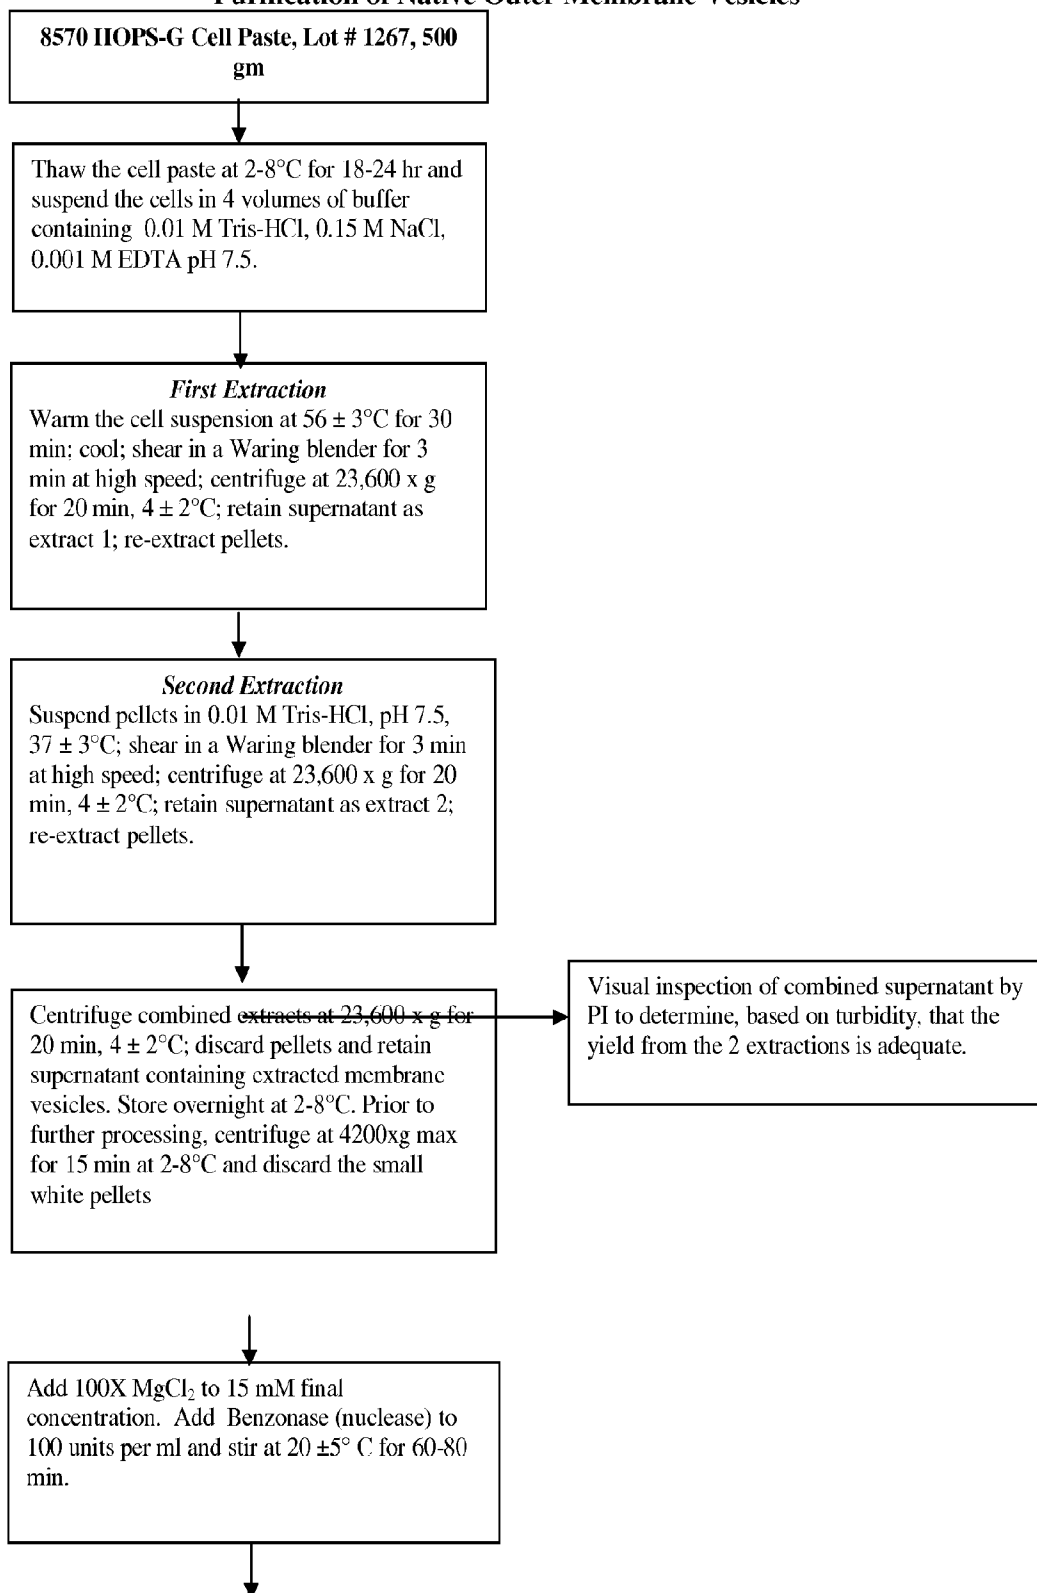 Purification of Native Outer Membrane Vesicles
8570 HOPS-G Cell Paste, Lot # 1267, 500
gm
Thaw the cell paste at 2-8°C for 18-24 hr and
suspend the cells in 4 volumes of buffer
containing 0.01 M Tris-HCl, 0.15 M NaCl,
0.001 M EDTA pH 7.5.
First Extraction
Warm the cell suspension at 56 ± 3°C for 30
min; cool; shear in a Waring blender for 3
min at high speed; centrifuge at 23,600 x g
for 20 min, 4 ± 2°C; retain supernatant as
extract 1; re-extract pellets.
Second Extraction
Suspend pellets in 0.01 M Tris-HCl, pH 7.5,
37 ± 3°C; shear in a Waring blender for 3 min
at high speed; centrifuge at 23,600 x g for 20
min, 4 ± 2°C; retain supernatant as extract 2;
re-extract pellets.
Centrifuge combined extracts at 23,600 x g for
20 min, 4 ± 2°C; discard pellets and retain
supernatant containing extracted membrane
vesicles. Store overnight at 2-8°C. Prior to
further processing, centrifuge at 4200xg max
for 15 min at 2-8°C and discard the small
white pellets
Visual inspection of combined supernatant by
PI to determine, based on turbidity, that the
yield from the 2 extractions is adequate.
Add 100X MgCl₂ to 15 mM final
concentration. Add Benzonase (nuclease) to
100 units per ml and stir at 20 ±5° C for 60-80
min.